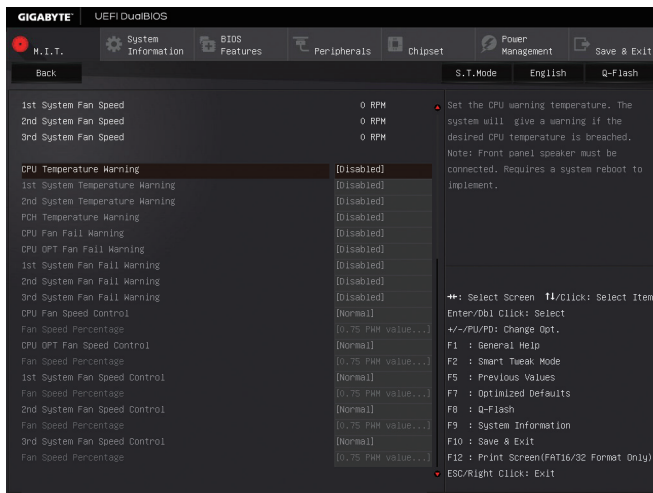 GIGABYTE™ UEFI DualBIOS
M.I.T. System Information BIOS Features Peripherals Chipset Power Management Save & Exit
Back S.T.Mode English Q-Flash
1st System Fan Speed 0 RPM
2nd System Fan Speed 0 RPM
3rd System Fan Speed 0 RPM
CPU Temperature Warning [Disabled]
1st System Temperature Warning [Disabled]
2nd System Temperature Warning [Disabled]
PCH Temperature Warning [Disabled]
CPU Fan Fail Warning [Disabled]
CPU OPT Fan Fail Warning [Disabled]
1st System Fan Fail Warning [Disabled]
2nd System Fan Fail Warning [Disabled]
3rd System Fan Fail Warning [Disabled]
CPU Fan Speed Control [Normal]
Fan Speed Percentage [0.75 PWM value...]
CPU OPT Fan Speed Control [Normal]
Fan Speed Percentage [0.75 PWM value...]
1st System Fan Speed Control [Normal]
Fan Speed Percentage [0.75 PWM value...]
2nd System Fan Speed Control [Normal]
Fan Speed Percentage [0.75 PWM value...]
3rd System Fan Speed Control [Normal]
Fan Speed Percentage [0.75 PWM value...]
Set the CPU warning temperature. The
system will give a warning if the
desired CPU temperature is breached.
Note: Front panel speaker must be
connected. Requires a system reboot to
implement.
→←: Select Screen ↑↓/Click: Select Item
Enter/Dbl Click: Select
+/-/PU/PD: Change Opt.
F1 : General Help
F2 : Smart Tweak Mode
F5 : Previous Values
F7 : Optimized Defaults
F8 : Q-Flash
F9 : System Information
F10 : Save & Exit
F12 : Print Screen(FAT16/32 Format Only)
ESC/Right Click: Exit